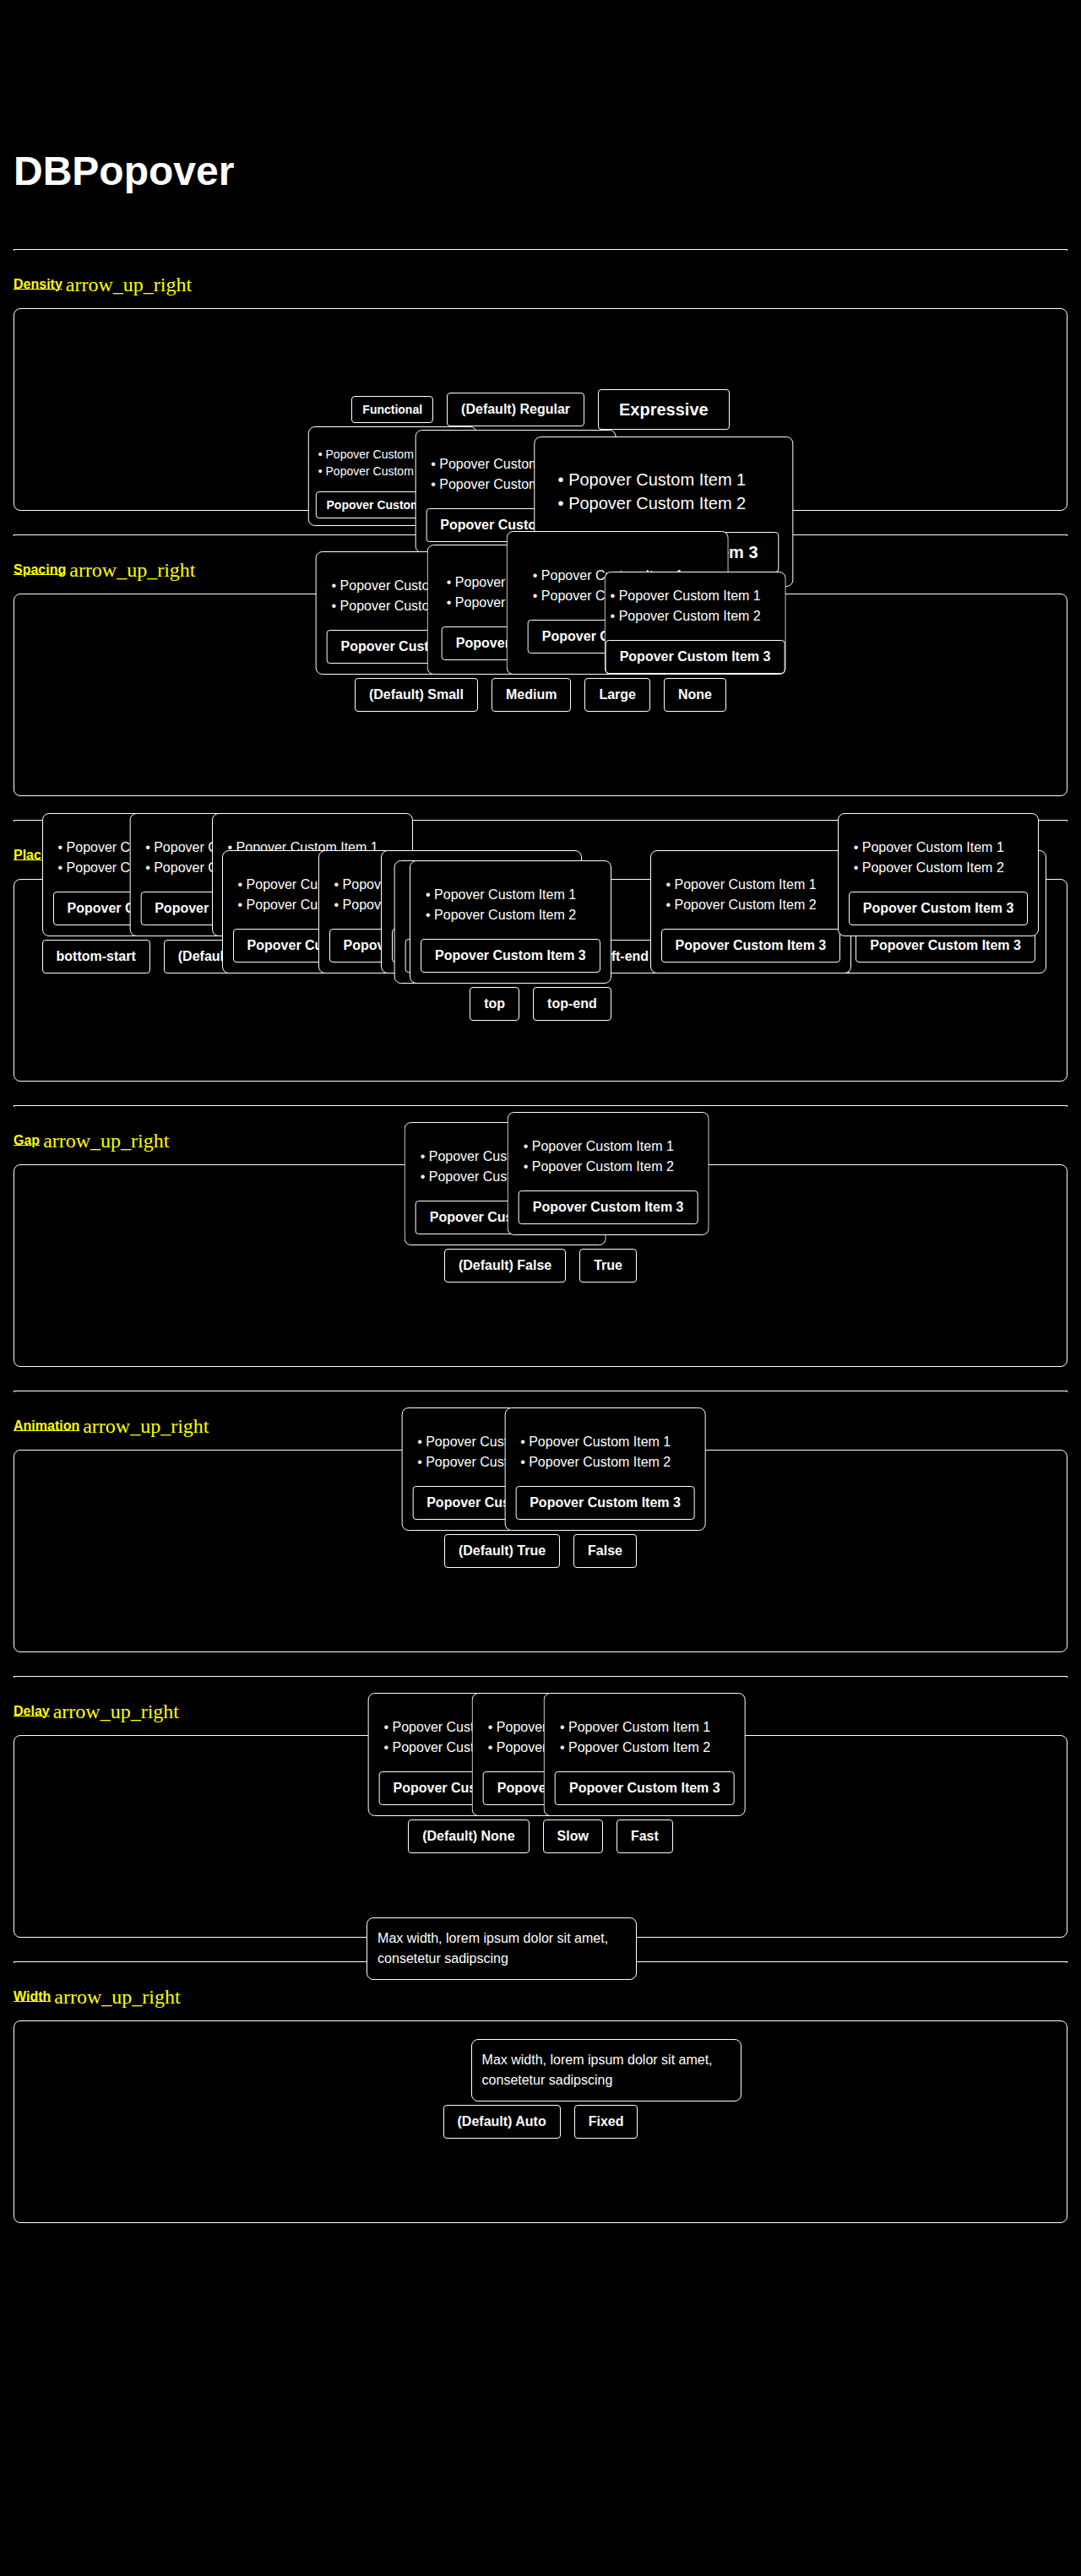 DBPopover
Density arrow_up_right
Functional
(Default) Regular
Expressive
• Popover Custom
• Popover Custom
Popover Custom
• Popover Custom
• Popover Custom
Popover Custo
• Popover Custom Item 1
• Popover Custom Item 2
m 3
Spacing arrow_up_right
• Popover Custo
• Popover Custo
Popover Cust
• Popover
• Popover
Popover
• Popover
• Popover
Popover
• Popover Custom Item 1
• Popover Custom Item 2
Popover Custom Item 3
(Default) Small
Medium
Large
None
Plac
• Popover C
• Popover C
Popover
• Popover
• Popover
Popover
• Popover Custom Item 1
• Popover Cu
• Popover Cu
Popover Cu
• Popov
• Popov
Popov
• Popover Custom Item 1
• Popover Custom Item 2
Popover Custom Item 3
• Popover Custom Item 1
• Popover Custom Item 2
Popover Custom Item 3
• Popover Custom Item 1
• Popover Custom Item 2
Popover Custom Item 3
Popover Custom Item 3
bottom-start
(Defaul
ft-end
top
top-end
Gap arrow_up_right
• Popover Cus
• Popover Cus
Popover Cus
• Popover Custom Item 1
• Popover Custom Item 2
Popover Custom Item 3
(Default) False
True
Animation arrow_up_right
• Popover Cus
• Popover Cus
Popover Cus
• Popover Custom Item 1
• Popover Custom Item 2
Popover Custom Item 3
(Default) True
False
Delay arrow_up_right
• Popover Cus
• Popover Cus
Popover Cus
• Popover
• Popover
Popove
• Popover Custom Item 1
• Popover Custom Item 2
Popover Custom Item 3
(Default) None
Slow
Fast
Max width, lorem ipsum dolor sit amet,
consetetur sadipscing
Width arrow_up_right
Max width, lorem ipsum dolor sit amet,
consetetur sadipscing
(Default) Auto
Fixed